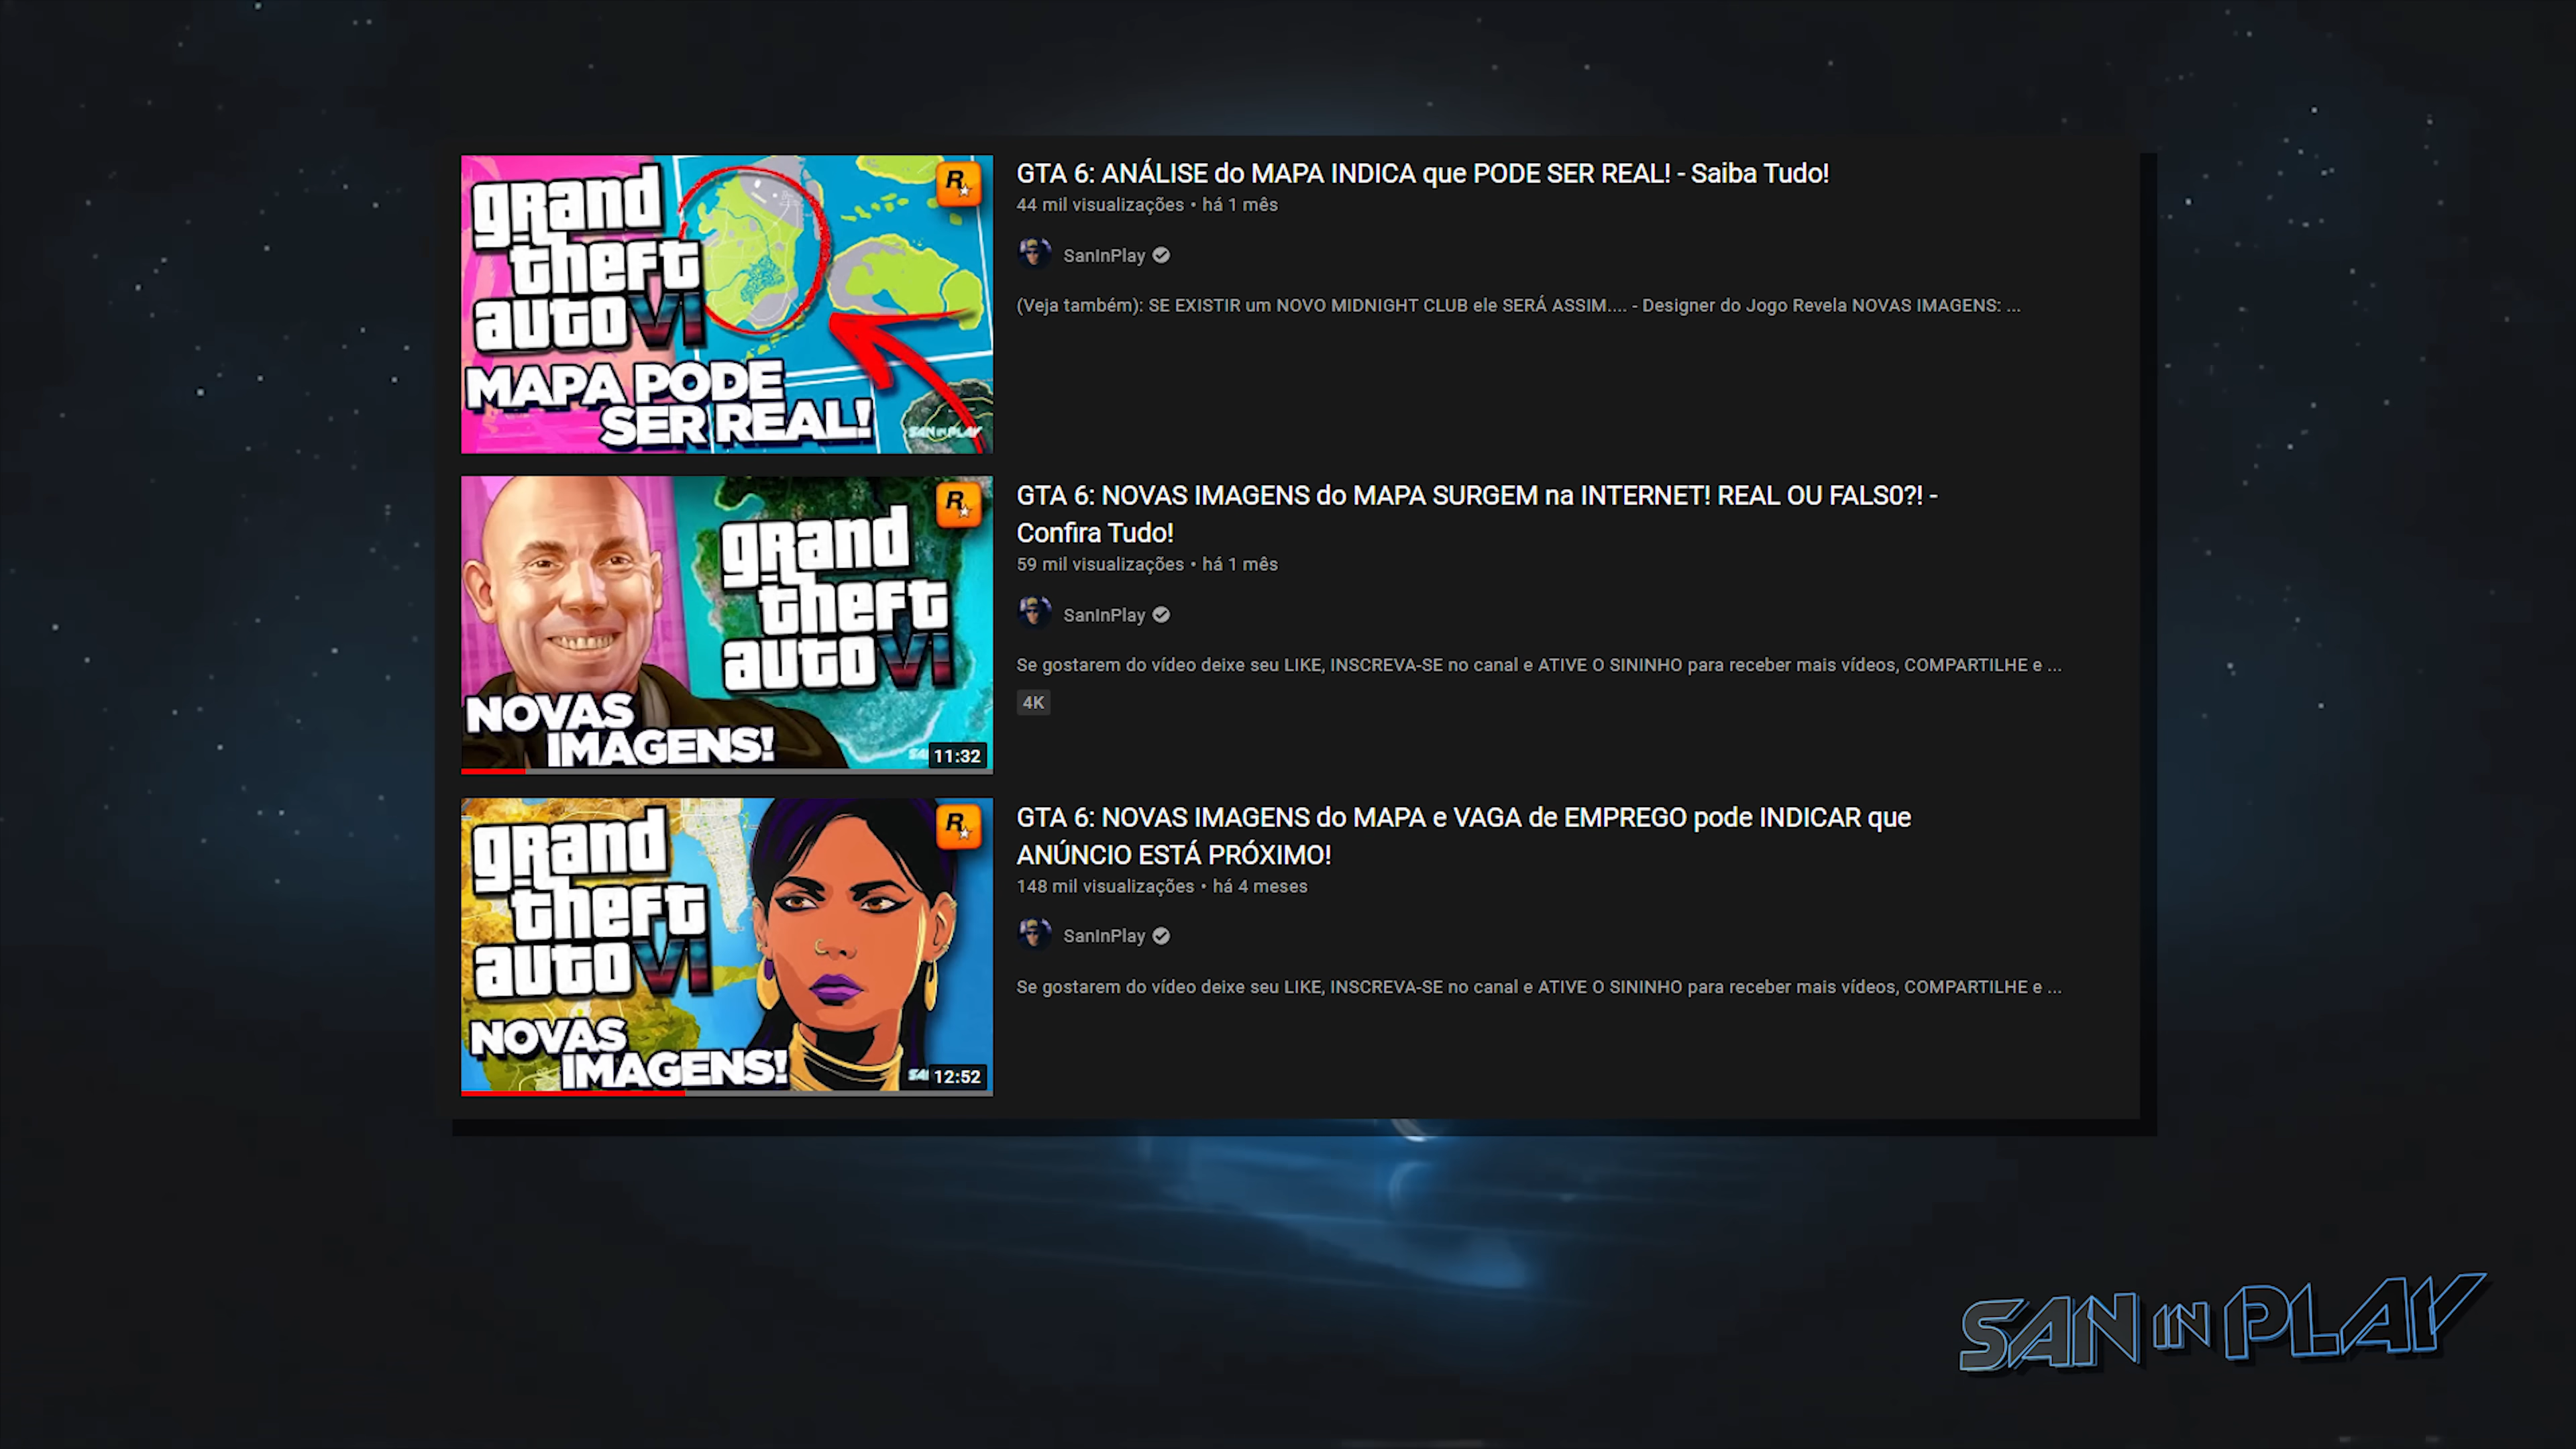 grand
theft
auto VI
MAPA PODE
SER REAL!
R
SAN IN PLAY
GTA 6: ANÁLISE do MAPA INDICA que PODE SER REAL! - Saiba Tudo!
44 mil visualizações • há 1 mês
SanInPlay
(Veja também): SE EXISTIR um NOVO MIDNIGHT CLUB ele SERÁ ASSIM.... - Designer do Jogo Revela NOVAS IMAGENS: ...
R
grand
theft
auto VI
NOVAS
IMAGENS!
SA
11:32
GTA 6: NOVAS IMAGENS do MAPA SURGEM na INTERNET! REAL OU FALS0?! -
Confira Tudo!
59 mil visualizações • há 1 mês
SanInPlay
Se gostarem do vídeo deixe seu LIKE, INSCREVA-SE no canal e ATIVE O SININHO para receber mais vídeos, COMPARTILHE e ...
4K
grand
theft
auto VI
NOVAS
IMAGENS!
R
SA
12:52
GTA 6: NOVAS IMAGENS do MAPA e VAGA de EMPREGO pode INDICAR que
ANÚNCIO ESTÁ PRÓXIMO!
148 mil visualizações • há 4 meses
SanInPlay
Se gostarem do vídeo deixe seu LIKE, INSCREVA-SE no canal e ATIVE O SININHO para receber mais vídeos, COMPARTILHE e ...
SAN IN PLAY